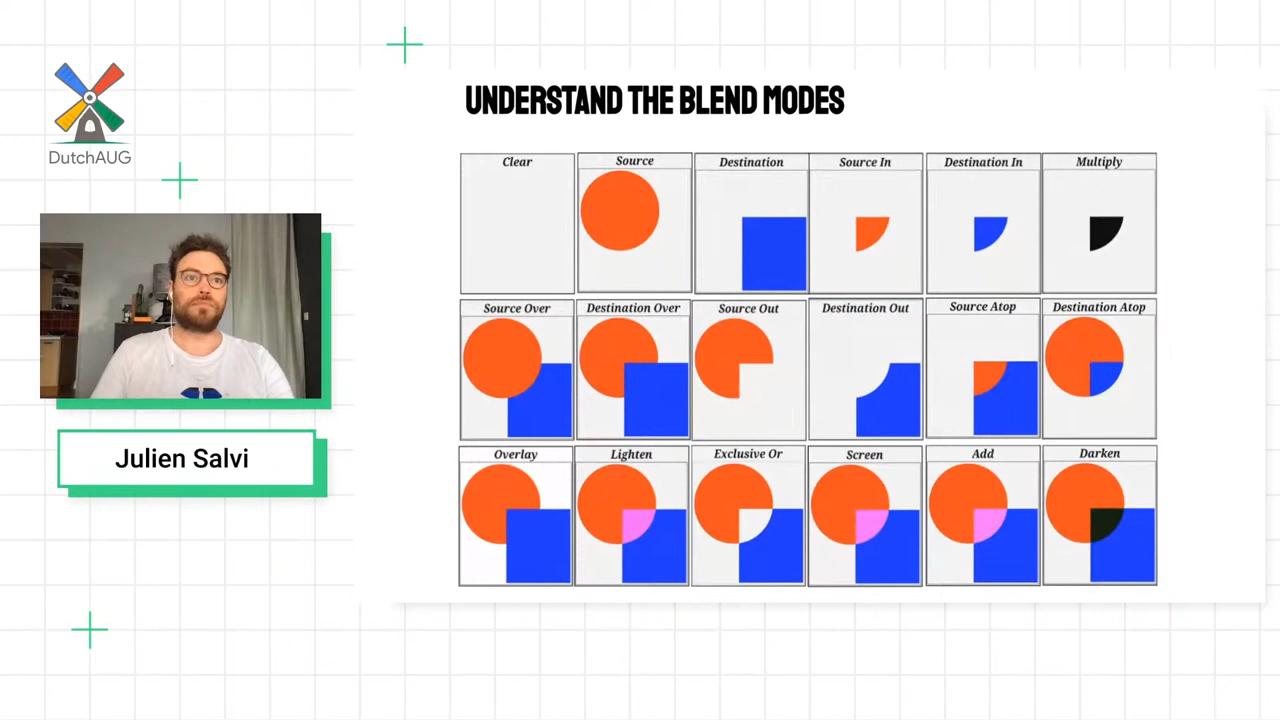 DutchAUG
Julien Salvi
UNDERSTAND THE BLEND MODES
Clear Source Destination Source In Destination In Multiply
Source Over Destination Over Source Out Destination Out Source Atop Destination Atop
Overlay Lighten Exclusive Or Screen Add Darken